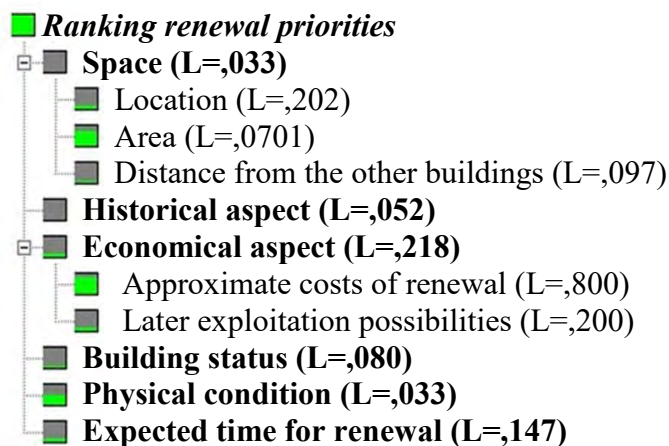 Ranking renewal priorities
Space (L=,033)
Location (L=,202)
Area (L=,0701)
Distance from the other buildings (L=,097)
Historical aspect (L=,052)
Economical aspect (L=,218)
Approximate costs of renewal (L=,800)
Later exploitation possibilities (L=,200)
Building status (L=,080)
Physical condition (L=,033)
Expected time for renewal (L=,147)